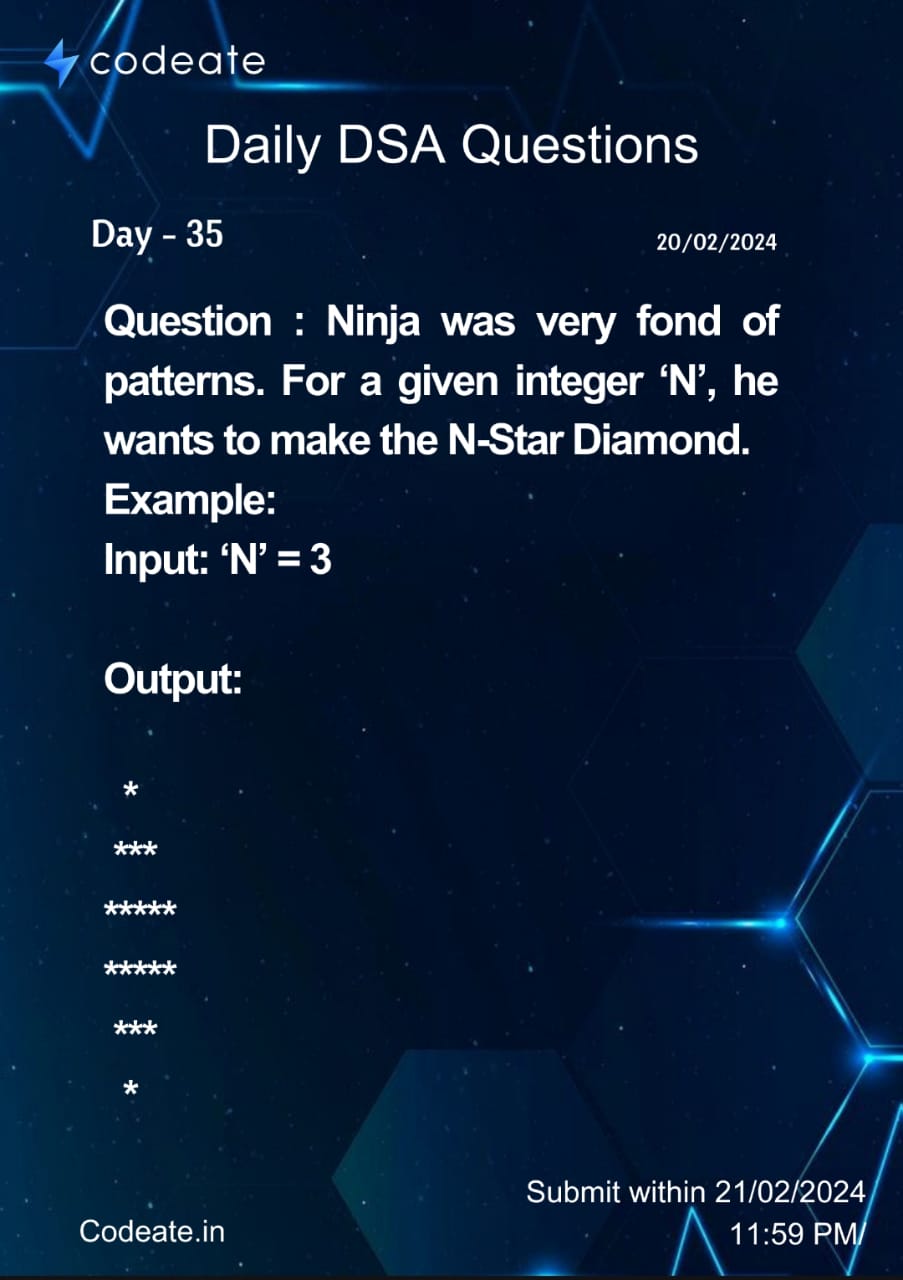 codeate
Daily DSA Questions
Day - 35
20/02/2024
Question : Ninja was very fond of
patterns. For a given integer ‘N’, he
wants to make the N-Star Diamond.
Example:
Input: ‘N’ = 3
Output:
*
***
*****
*****
***
*
Submit within 21/02/2024
11:59 PM/
Codeate.in